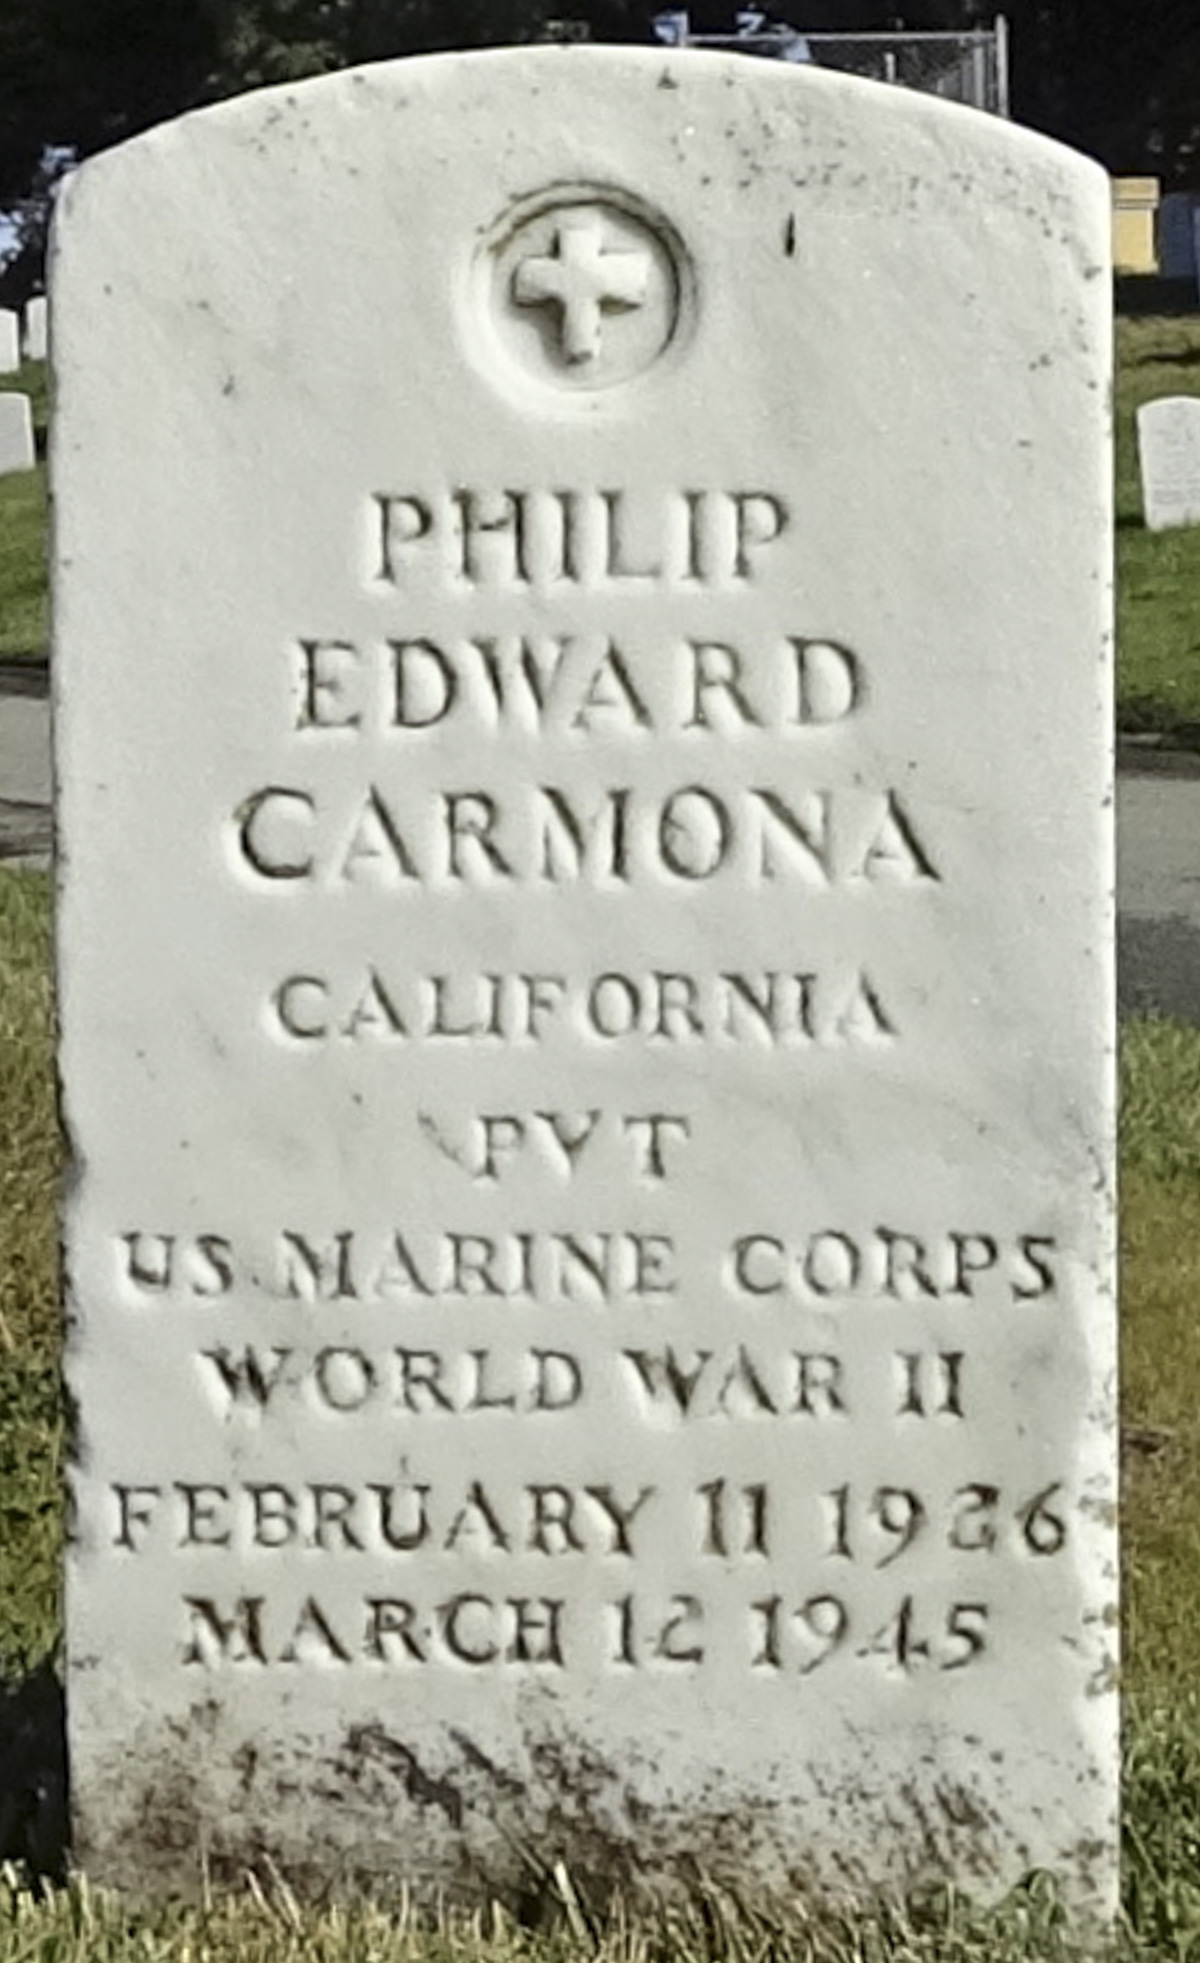 PHILIP
EDWARD
CARMONA
CALIFORNIA
PVT
US MARINE CORPS
WORLD WAR II
FEBRUARY 11 1926
MARCH 12 1945